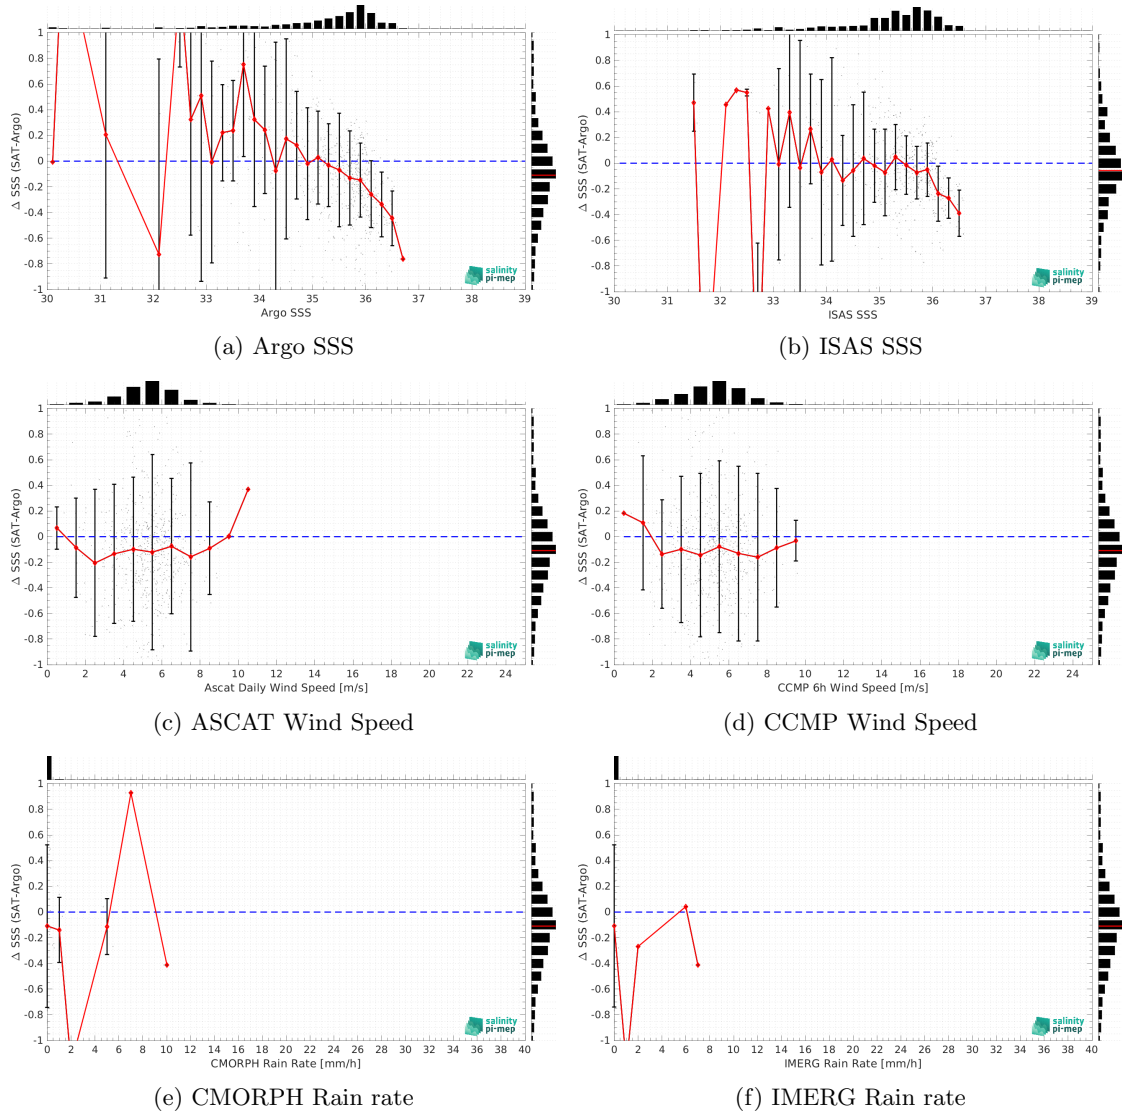 1
0.8
0.6
0.4
0.2
0
-0.2
-0.4
-0.6
-0.8
-1
Δ SSS (SAT-Argo)
30 31 32 33 34 35 36 37 38 39
Argo SSS
salinity
pi-mep
(a) Argo SSS
1
0.8
0.6
0.4
0.2
0
-0.2
-0.4
-0.6
-0.8
-1
Δ SSS (SAT-Argo)
30 31 32 33 34 35 36 37 38 39
ISAS SSS
salinity
pi-mep
(b) ISAS SSS
1
0.8
0.6
0.4
0.2
0
-0.2
-0.4
-0.6
-0.8
-1
Δ SSS (SAT-Argo)
0 2 4 6 8 10 12 14 16 18 20 22 24
Ascat Daily Wind Speed [m/s]
salinity
pi-mep
(c) ASCAT Wind Speed
1
0.8
0.6
0.4
0.2
0
-0.2
-0.4
-0.6
-0.8
-1
Δ SSS (SAT-Argo)
0 2 4 6 8 10 12 14 16 18 20 22 24
CCMP 6h Wind Speed [m/s]
salinity
pi-mep
(d) CCMP Wind Speed
1
0.8
0.6
0.4
0.2
0
-0.2
-0.4
-0.6
-0.8
-1
Δ SSS (SAT-Argo)
0 2 4 6 8 10 12 14 16 18 20 22 24 26 28 30 32 34 36 38 40
CMORPH Rain Rate [mm/h]
salinity
pi-mep
(e) CMORPH Rain rate
1
0.8
0.6
0.4
0.2
0
-0.2
-0.4
-0.6
-0.8
-1
Δ SSS (SAT-Argo)
0 2 4 6 8 10 12 14 16 18 20 22 24 26 28 30 32 34 36 38 40
IMERG Rain Rate [mm/h]
salinity
pi-mep
(f) IMERG Rain rate